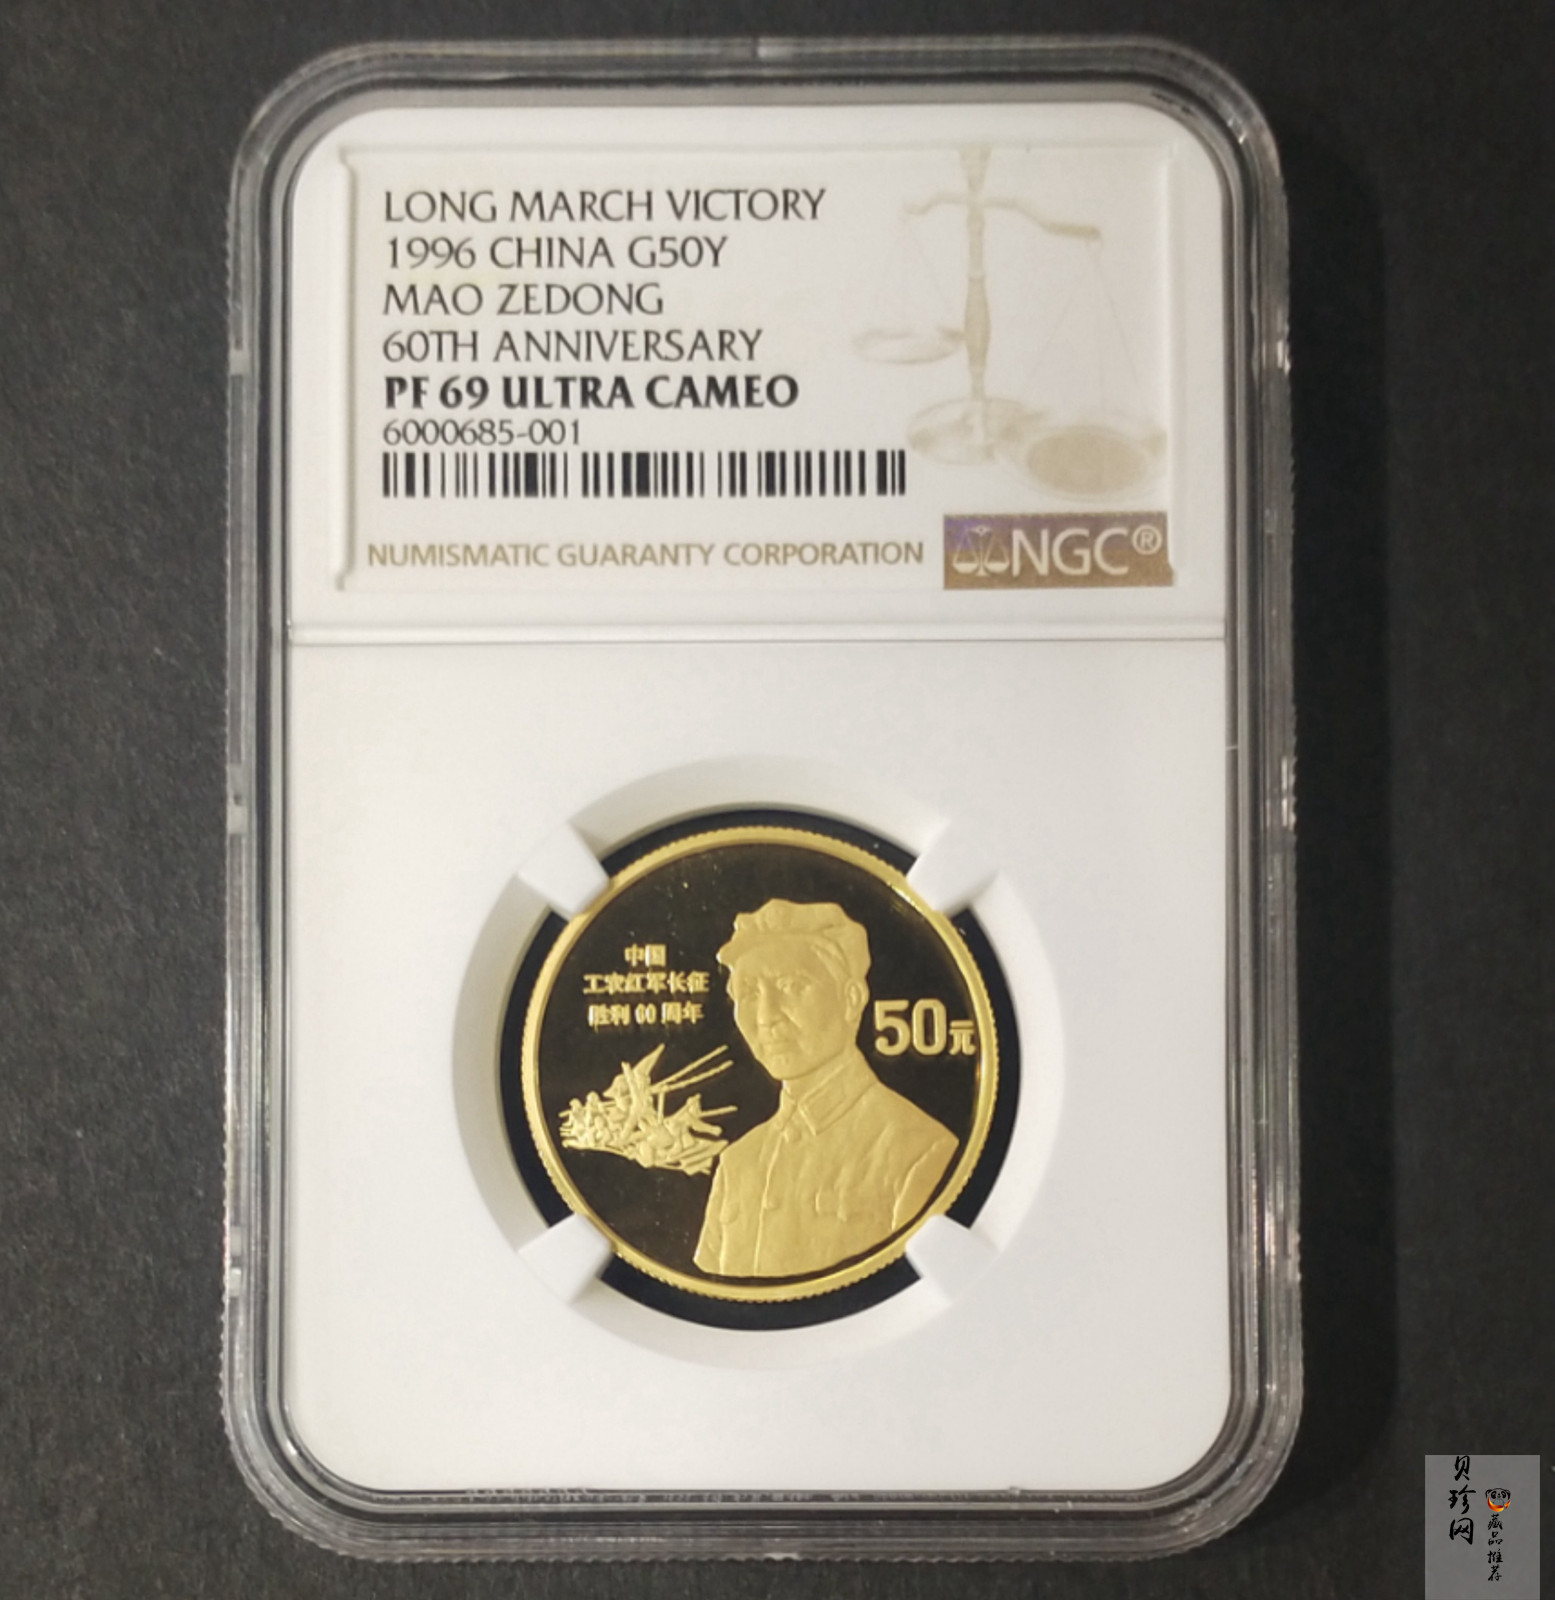 LONG MARCH VICTORY
1996 CHINA G50Y
MAO ZEDONG
60TH ANNIVERSARY
PF 69 ULTRA CAMEO
6000685-001
NUMISMATIC GUARANTY CORPORATION
NGC®
中国
工农红军长征
胜利60周年
50元
贝珍网
藏品推荐